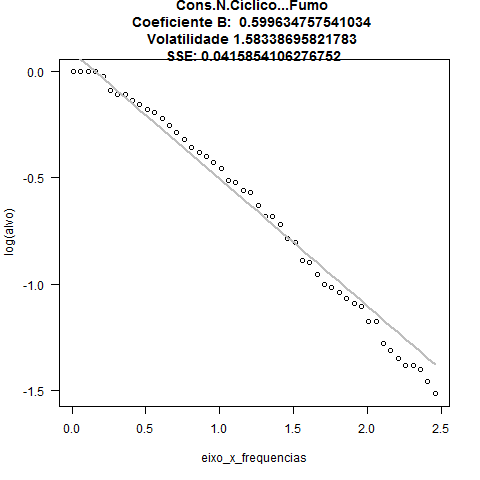 Cons.N.Ciclico...Fumo
Coeficiente B: 0.599634757541034
Volatilidade 1.58338695821783
SSE: 0.0415854106276752
log(alvo)
0.0
-0.5
-1.0
-1.5
0.0 0.5 1.0 1.5 2.0 2.5
eixo_x_frequencias